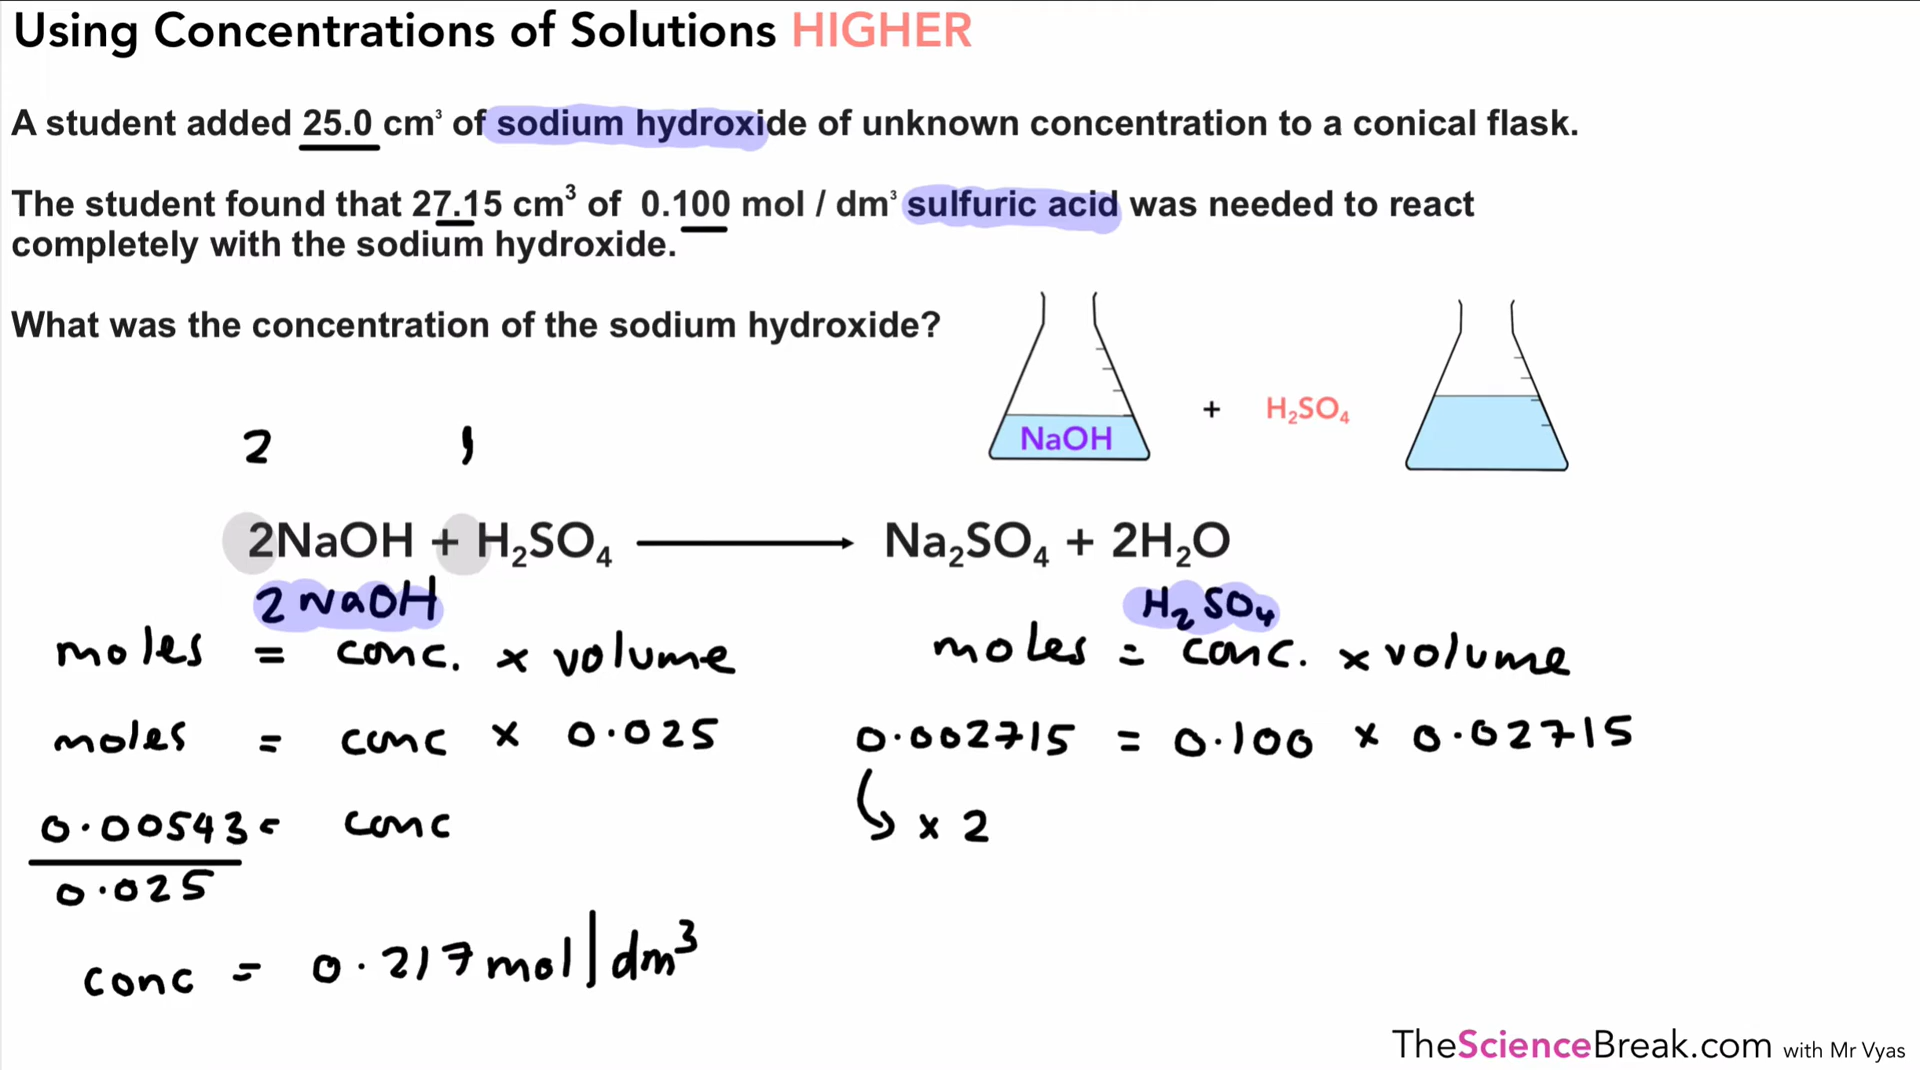 Using Concentrations of Solutions HIGHER
A student added 25.0 cm³ of sodium hydroxide of unknown concentration to a conical flask.
The student found that 27.15 cm³ of 0.100 mol / dm³ sulfuric acid was needed to react
completely with the sodium hydroxide.
What was the concentration of the sodium hydroxide?
NaOH + H₂SO₄
2 1
2NaOH + H₂SO₄ → Na₂SO₄ + 2H₂O
2 NaOH
moles = conc. x volume
moles = conc x 0.025
0.00543 = conc
0.025
conc = 0.217 mol/dm³
H₂SO₄
moles = conc. x volume
0.002715 = 0.100 x 0.02715
x 2
TheScienceBreak.com with Mr Vyas